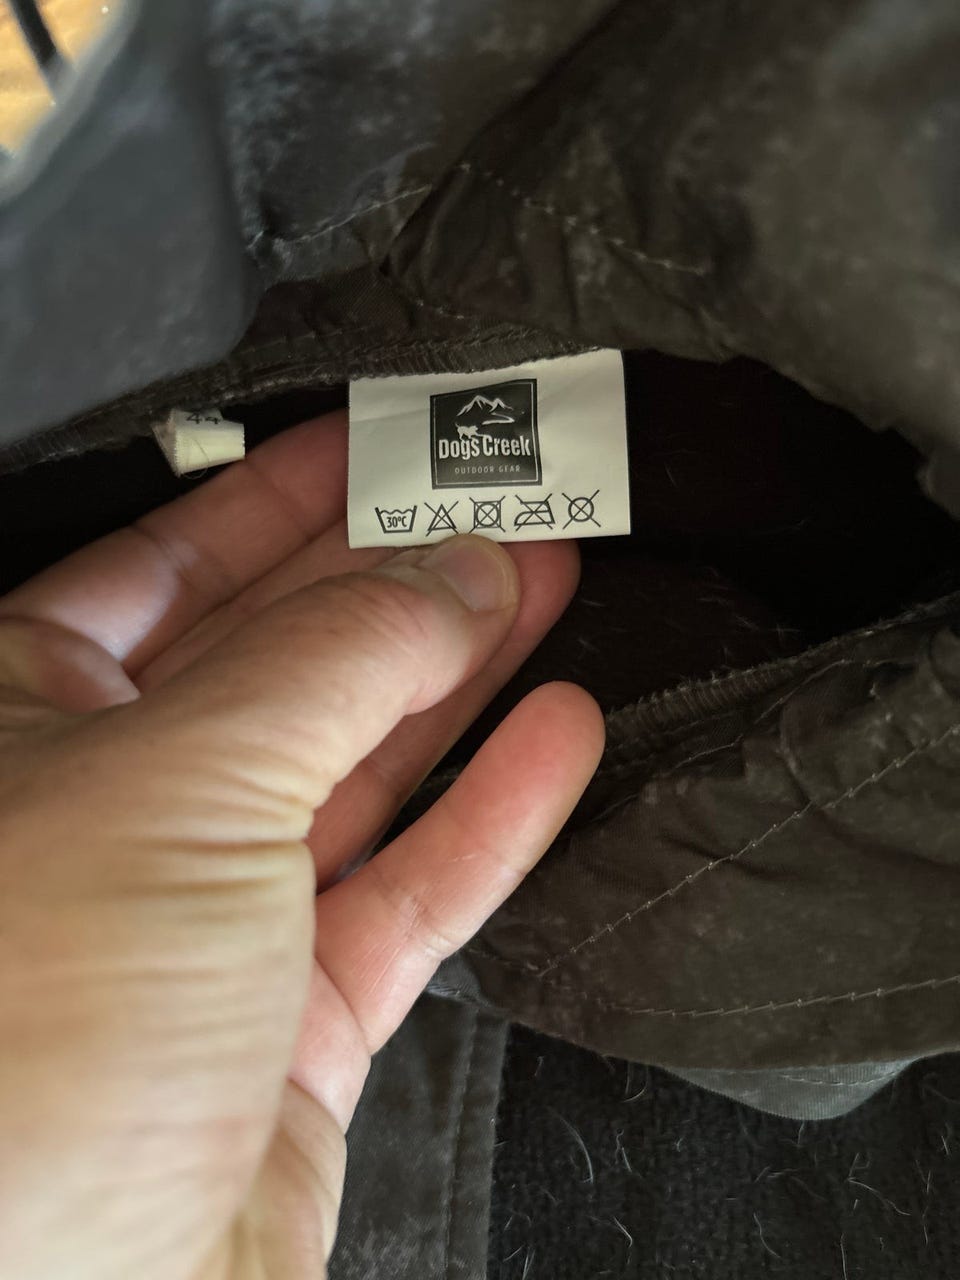 44
Dogs Creek
OUTDOOR GEAR
30°C